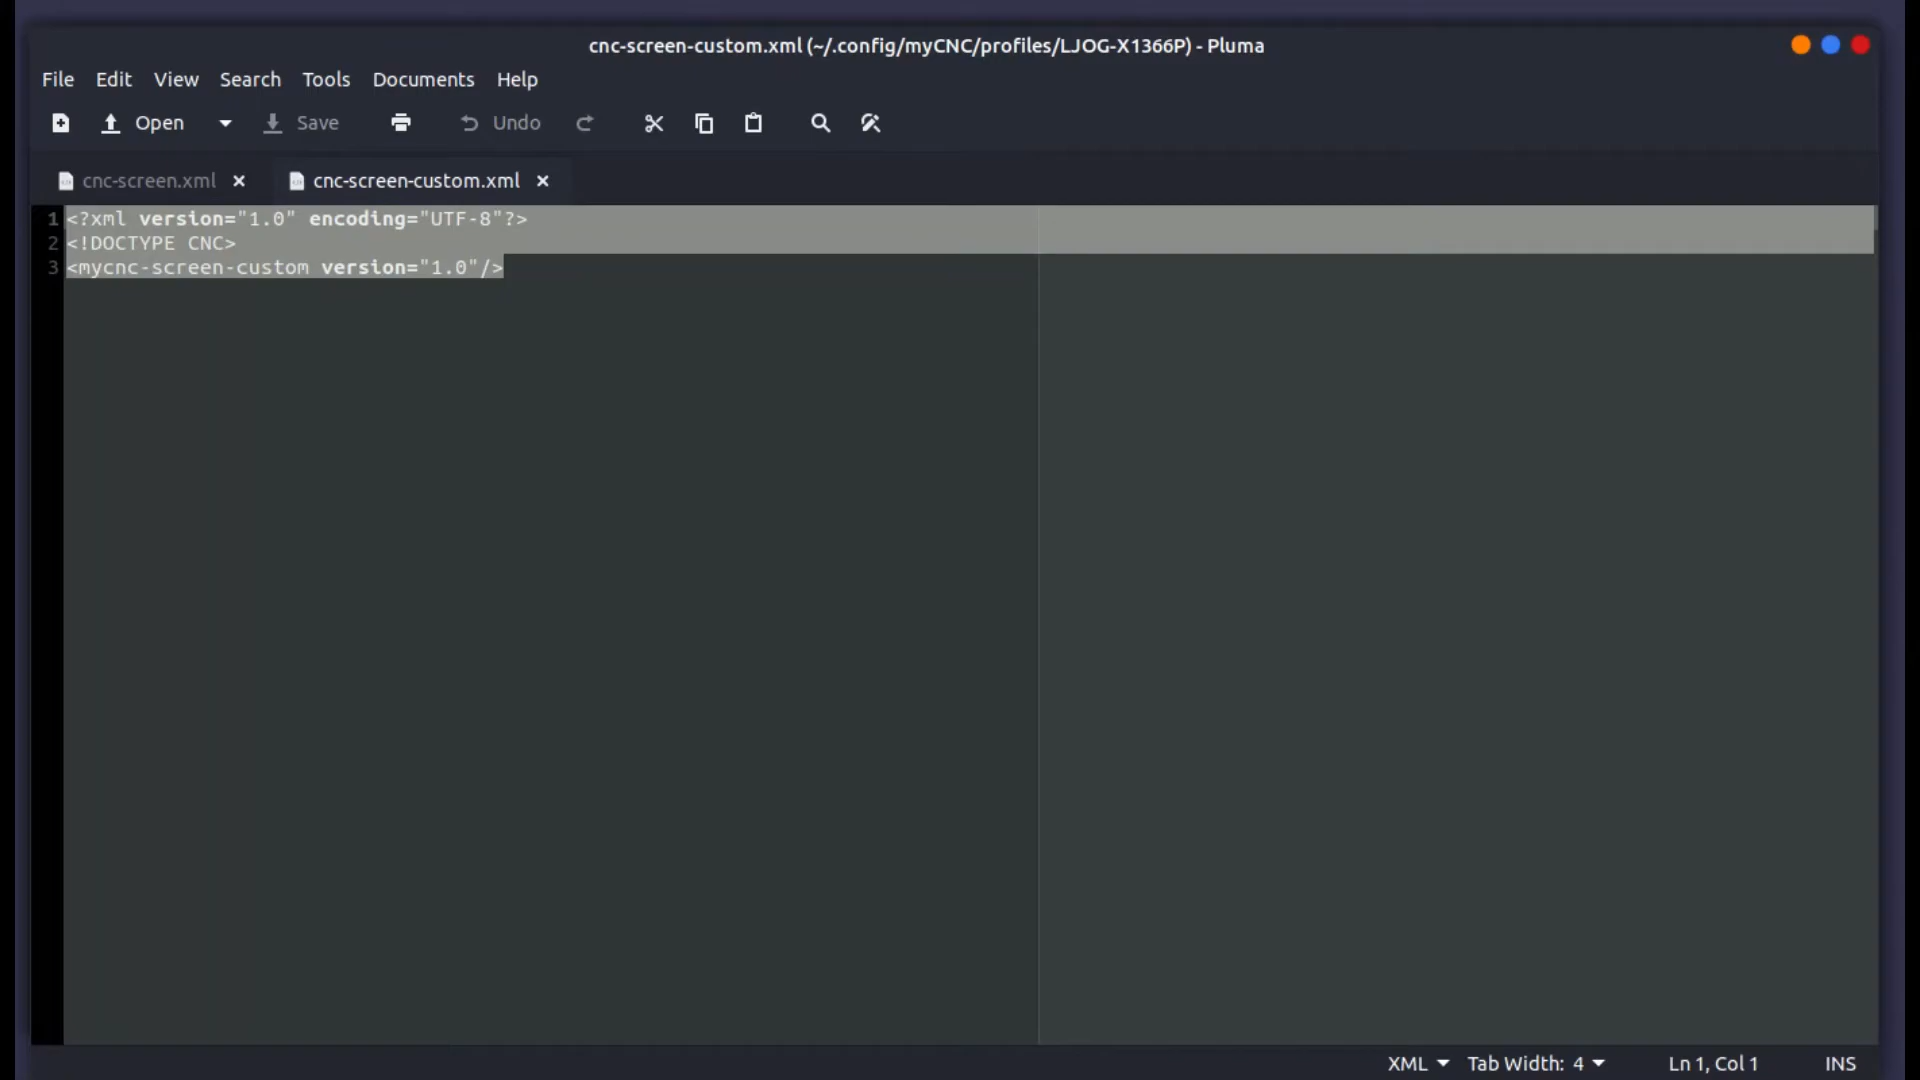 cnc-screen-custom.xml (~/.config/myCNC/profiles/LJOG-X1366P) - Pluma
File Edit View Search Tools Documents Help
Open Save Undo
cnc-screen.xml cnc-screen-custom.xml
1 <?xml version="1.0" encoding="UTF-8"?>
2 <!DOCTYPE CNC>
3 <mycnc-screen-custom version="1.0"/>
XML Tab Width: 4 Ln 1, Col 1 INS